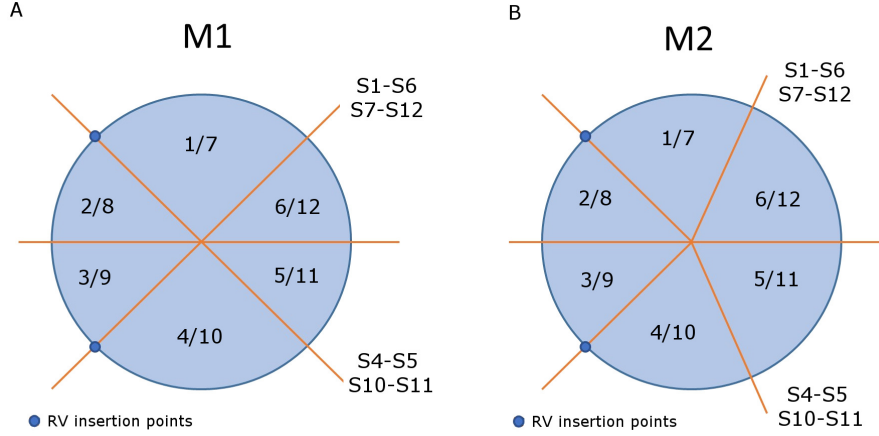 A
M1
S1-S6
S7-S12
1/7
2/8
6/12
3/9
5/11
4/10
S4-S5
S10-S11
RV insertion points
B
M2
S1-S6
S7-S12
1/7
2/8
6/12
3/9
5/11
4/10
S4-S5
S10-S11
RV insertion points